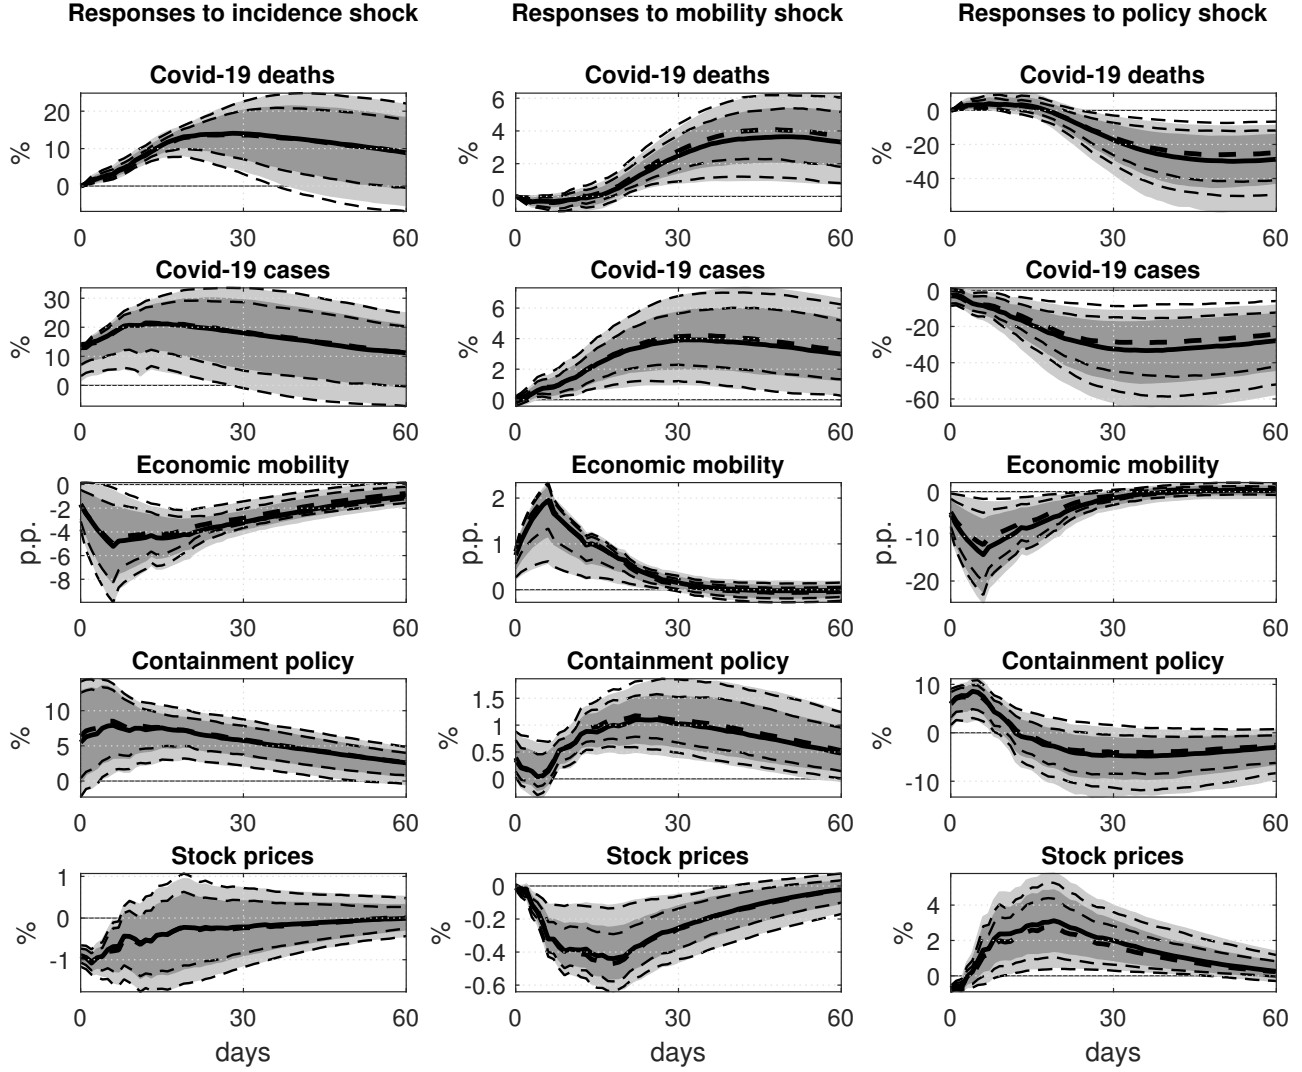 Responses to incidence shock Responses to mobility shock Responses to policy shock
Covid-19 deaths Covid-19 deaths Covid-19 deaths
% 20 10 0 % 6 4 2 0 % 0 -20 -40
0 30 60 0 30 60 0 30 60
Covid-19 cases Covid-19 cases Covid-19 cases
% 30 20 10 0 % 6 4 2 0 % 0 -20 -40 -60
0 30 60 0 30 60 0 30 60
Economic mobility Economic mobility Economic mobility
p.p. 0 -2 -4 -6 -8 p.p. 2 1 0 p.p. 0 -10 -20
0 30 60 0 30 60 0 30 60
Containment policy Containment policy Containment policy
% 10 5 0 % 1.5 1 0.5 0 % 10 0 -10
0 30 60 0 30 60 0 30 60
Stock prices Stock prices Stock prices
% 1 0 -1 % 0 -0.2 -0.4 -0.6 % 4 2 0
0 30 60 0 30 60 0 30 60
days days days